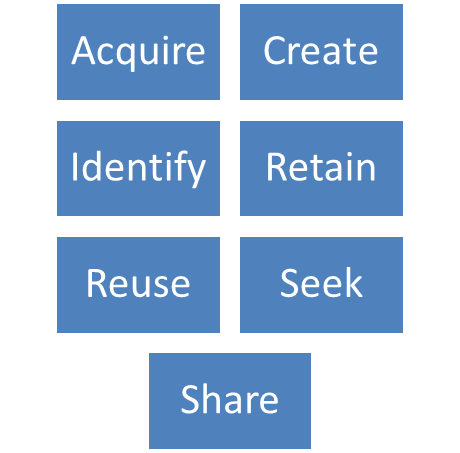 Acquire
Create
Identify
Retain
Reuse
Seek
Share